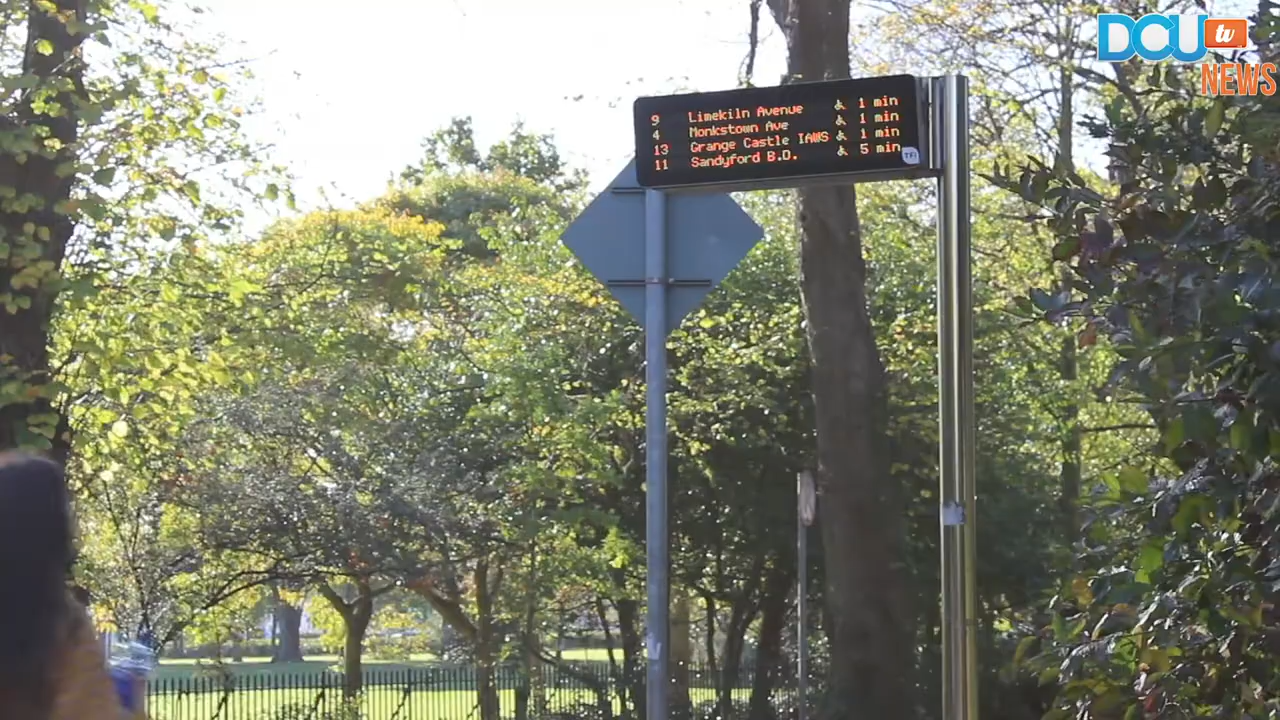 DCU tv
NEWS
9 Limekiln Avenue 1 min
4 Monkstown Ave 1 min
13 Grange Castle IAWS 1 min
11 Sandyford B.D. 5 min
TFI